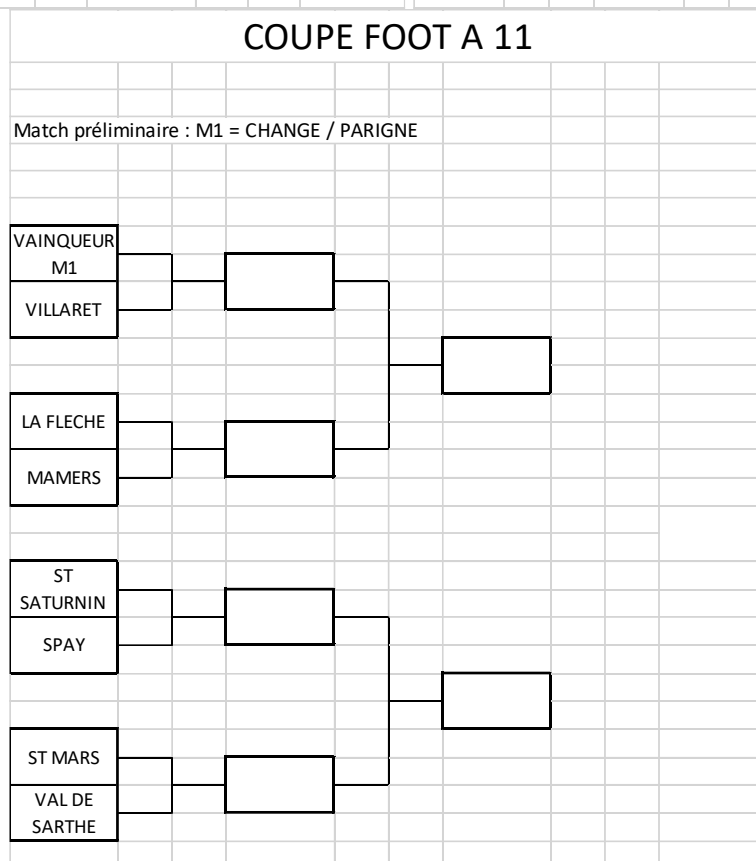 COUPE FOOT A 11
Match préliminaire : M1 = CHANGE / PARIGNE
VAINQUEUR
M1
VILLARET
LA FLECHE
MAMERS
ST
SATURNIN
SPAY
ST MARS
VAL DE
SARTHE